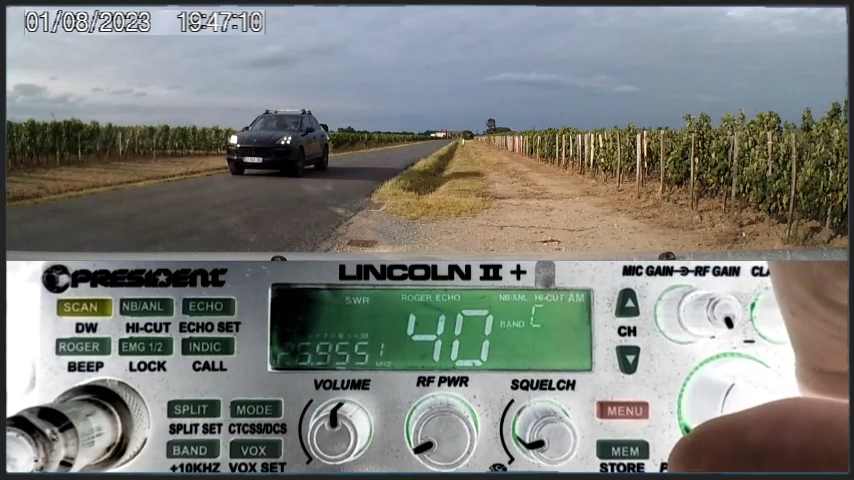 01/08/2023 19:47:10
PRESIDENT
LINCOLN II +
MIC GAIN RF GAIN
SCAN NB/ANL ECHO
DW HI-CUT ECHO SET
ROGER EMG 1/2 INDIC
BEEP LOCK CALL
SWR ROGER ECHO NB/ANL HI-CUT AM
40 BAND C
CH
VOLUME RF PWR SQUELCH
SPLIT MODE MENU
SPLIT SET CTCSS/DCS
BAND VOX MEM
+10KHZ VOX SET STORE